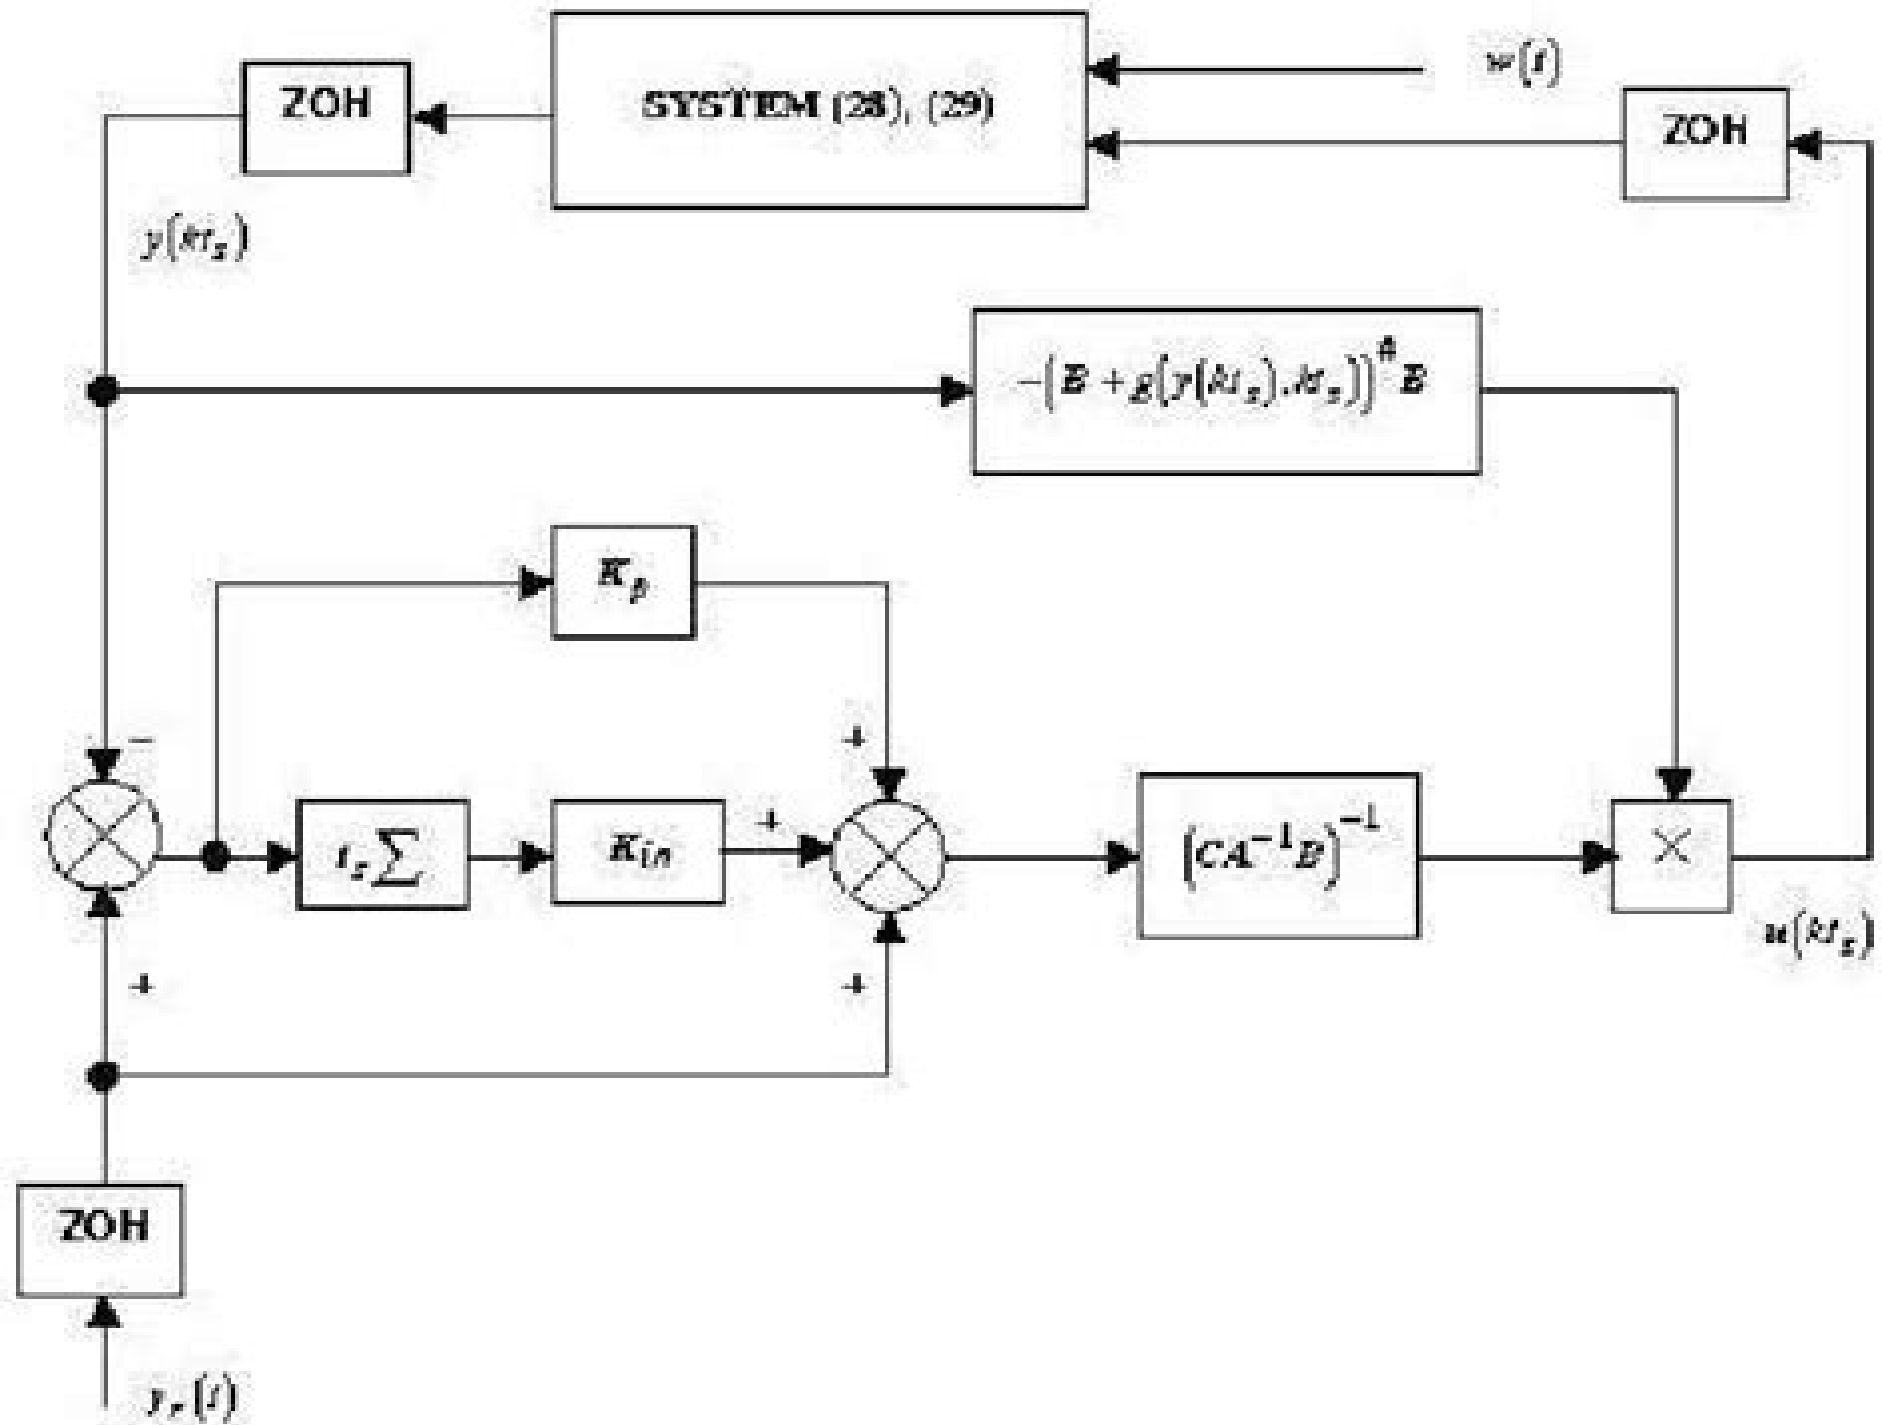 w(t)
ZOH
SYSTEM (28), (29)
ZOH
y(kt_s)
-(B + g(y(kt_s), kt_s))^# B
K_p
-
+
+
t_s Σ
K_in
(CA^-1 B)^-1
×
u(kt_s)
+
+
ZOH
y_r(t)